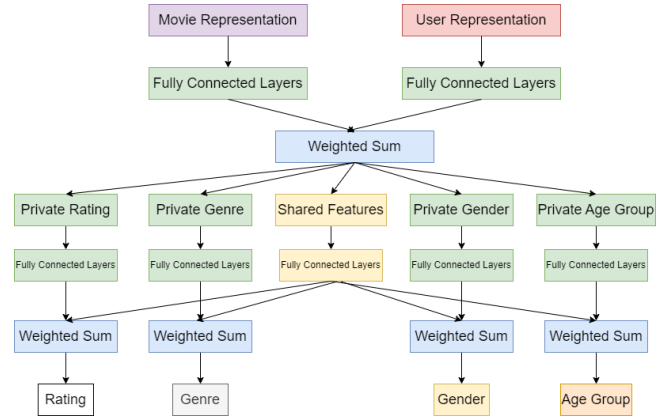 Movie Representation
User Representation
Fully Connected Layers
Fully Connected Layers
Weighted Sum
Private Rating
Private Genre
Shared Features
Private Gender
Private Age Group
Fully Connected Layers
Fully Connected Layers
Fully Connected Layers
Fully Connected Layers
Fully Connected Layers
Weighted Sum
Weighted Sum
Weighted Sum
Weighted Sum
Rating
Genre
Gender
Age Group